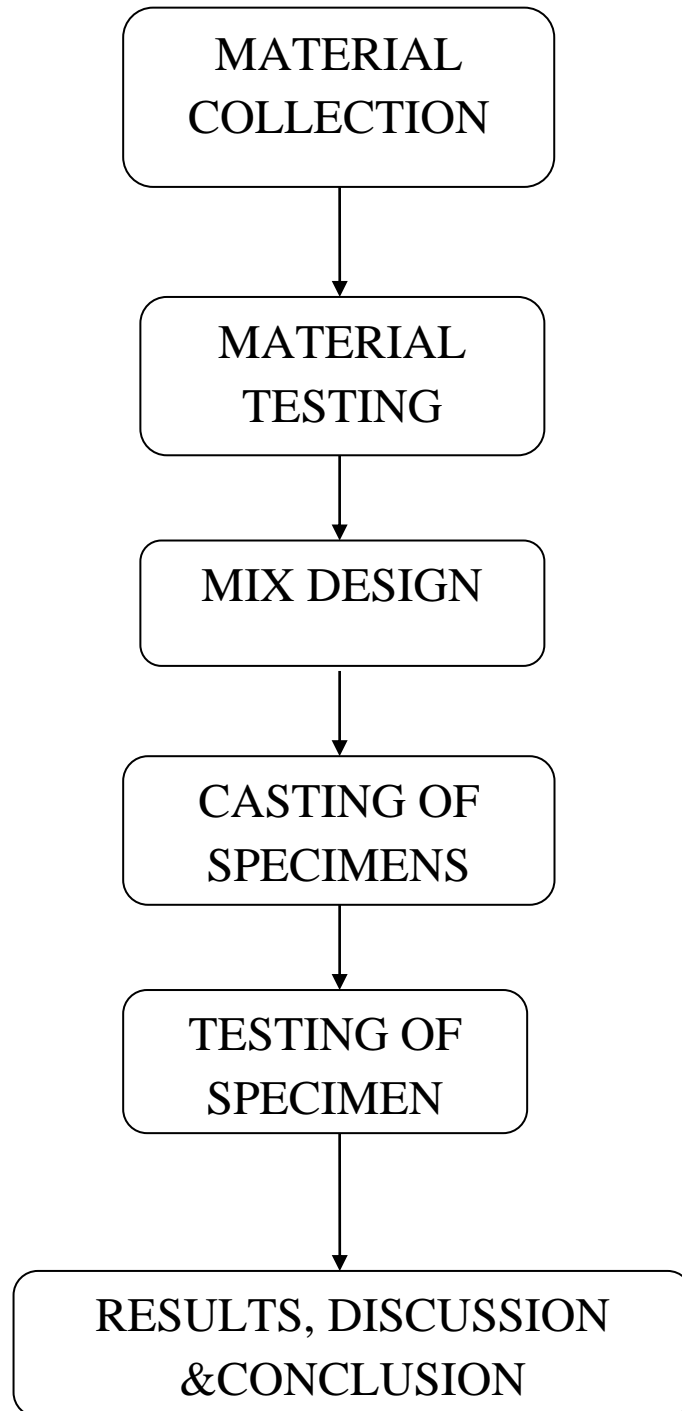 MATERIAL
COLLECTION
MATERIAL
TESTING
MIX DESIGN
CASTING OF
SPECIMENS
TESTING OF
SPECIMEN
RESULTS, DISCUSSION
&CONCLUSION